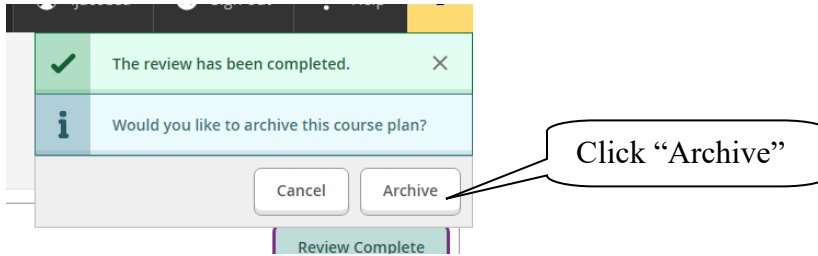 The review has been completed.
Would you like to archive this course plan?
Click “Archive”
Cancel Archive
Review Complete